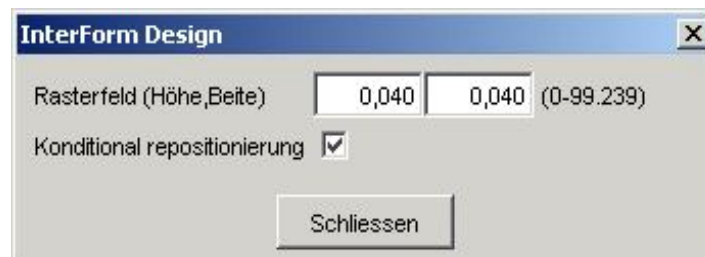 InterForm Design
Rasterfeld (Höhe,Beite) 0,040 0,040 (0-99.239)
Konditional repositionierung
Schliessen